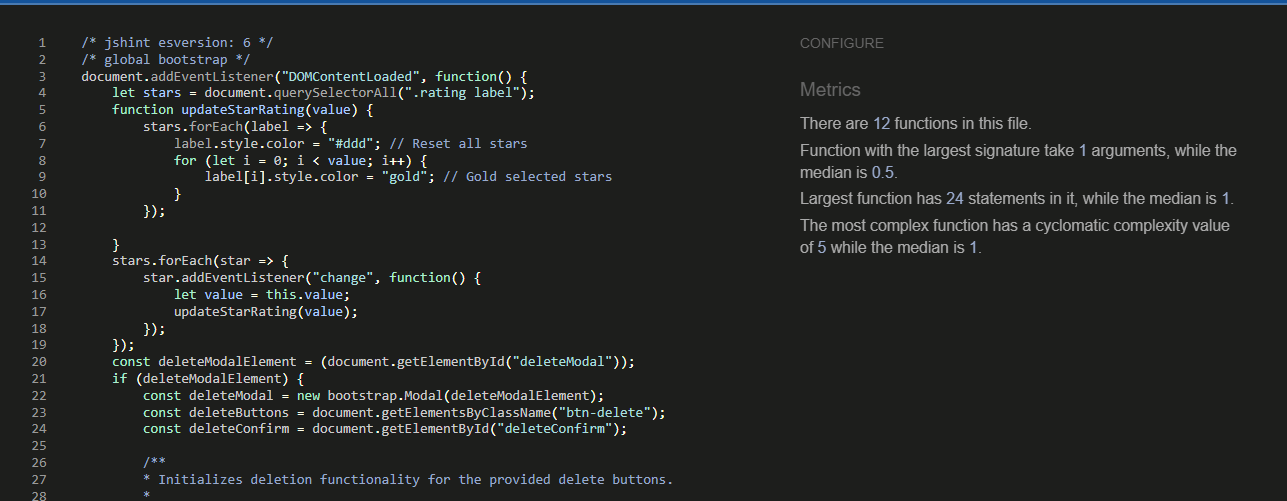 1 /* jshint esversion: 6 */
2 /* global bootstrap */
3 document.addEventListener("DOMContentLoaded", function() {
4 let stars = document.querySelectorAll(".rating label");
5 function updateStarRating(value) {
6 stars.forEach(label => {
7 label.style.color = "#ddd"; // Reset all stars
8 for (let i = 0; i < value; i++) {
9 label[i].style.color = "gold"; // Gold selected stars
10 }
11 });
12
13 }
14 stars.forEach(star => {
15 star.addEventListener("change", function() {
16 let value = this.value;
17 updateStarRating(value);
18 });
19 });
20 const deleteModalElement = (document.getElementById("deleteModal"));
21 if (deleteModalElement) {
22 const deleteModal = new bootstrap.Modal(deleteModalElement);
23 const deleteButtons = document.getElementsByClassName("btn-delete");
24 const deleteConfirm = document.getElementById("deleteConfirm");
25
26 /**
27 * Initializes deletion functionality for the provided delete buttons.
28 *
CONFIGURE
Metrics
There are 12 functions in this file.
Function with the largest signature take 1 arguments, while the
median is 0.5.
Largest function has 24 statements in it, while the median is 1.
The most complex function has a cyclomatic complexity value
of 5 while the median is 1.